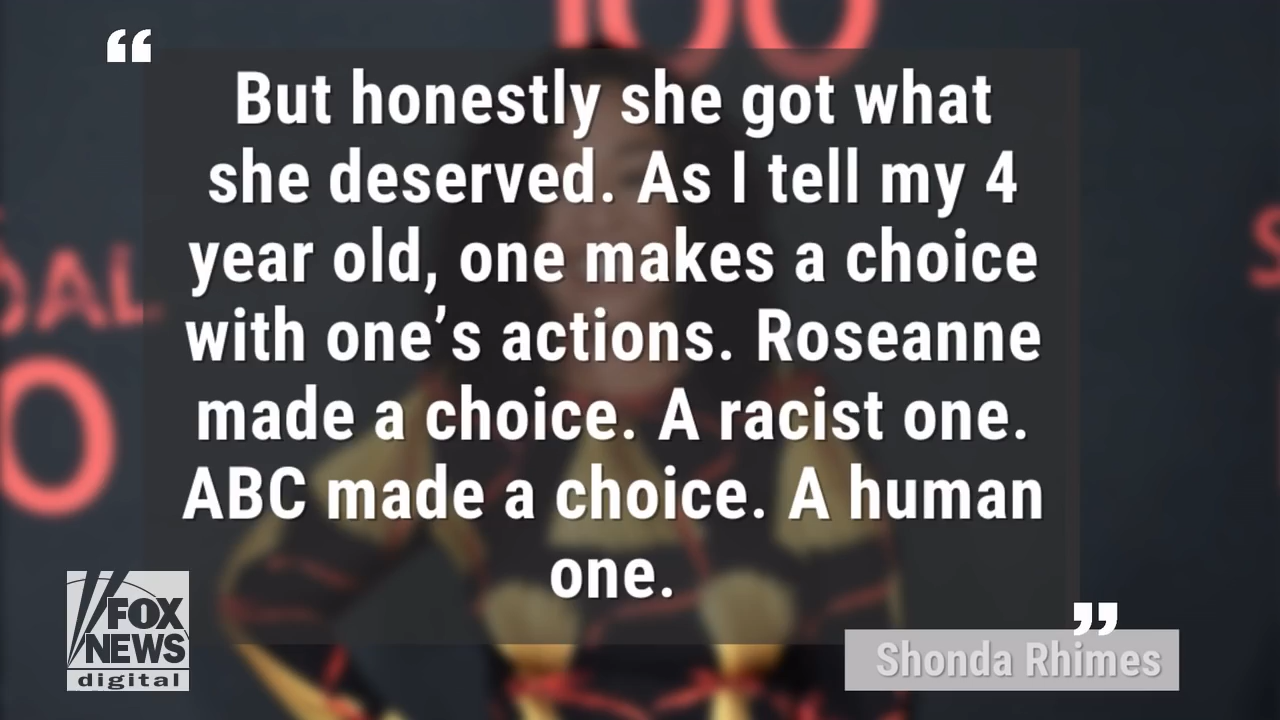 100
“
But honestly she got what
she deserved. As I tell my 4
year old, one makes a choice
with one’s actions. Roseanne
made a choice. A racist one.
ABC made a choice. A human
one.
”
Shonda Rhimes
FOX
NEWS
digital